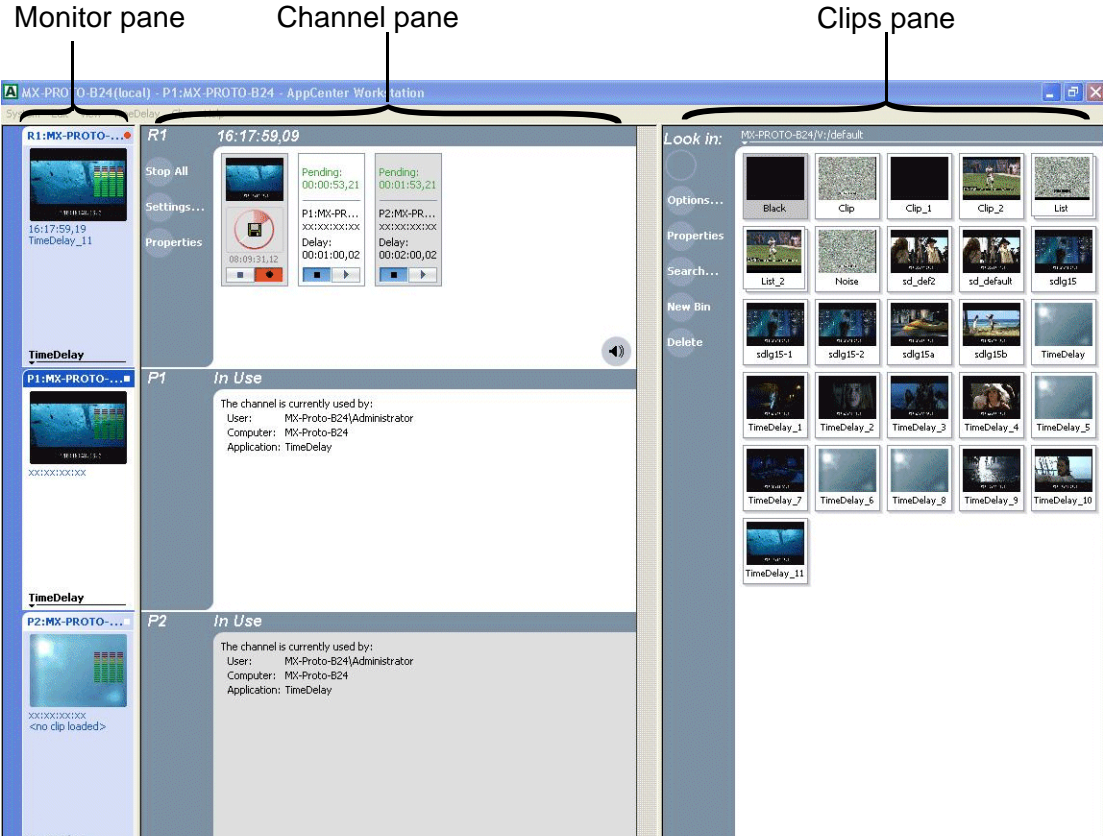 Monitor pane
Channel pane
Clips pane
MX-PROTO-B24(local) - P1:MX-PROTO-B24 - AppCenter Workstation
R1:MX-PROTO-...
16:17:59,19
TimeDelay_11
TimeDelay
P1:MX-PROTO-...
xx:xx:xx:xx
TimeDelay
P2:MX-PROTO-...
xx:xx:xx:xx
<no clip loaded>
R1
16:17:59,09
Stop All
Settings...
Properties
08:09:31,12
Pending:
00:00:53,21
P1:MX-PR...
xx:xx:xx:xx
Delay:
00:01:00,02
Pending:
00:01:53,21
P2:MX-PR...
xx:xx:xx:xx
Delay:
00:02:00,02
P1
In Use
The channel is currently used by:
User: MX-Proto-B24\Administrator
Computer: MX-Proto-B24
Application: TimeDelay
P2
In Use
The channel is currently used by:
User: MX-Proto-B24\Administrator
Computer: MX-Proto-B24
Application: TimeDelay
Look in:
MX-PROTO-B24/V:/default
Options...
Properties
Search...
New Bin
Delete
Black
Clip
Clip_1
Clip_2
List
List_2
Noise
sd_def2
sd_default
sdlg15
sdlg15-1
sdlg15-2
sdlg15a
sdlg15b
TimeDelay
TimeDelay_1
TimeDelay_2
TimeDelay_3
TimeDelay_4
TimeDelay_5
TimeDelay_7
TimeDelay_6
TimeDelay_8
TimeDelay_9
TimeDelay_10
TimeDelay_11